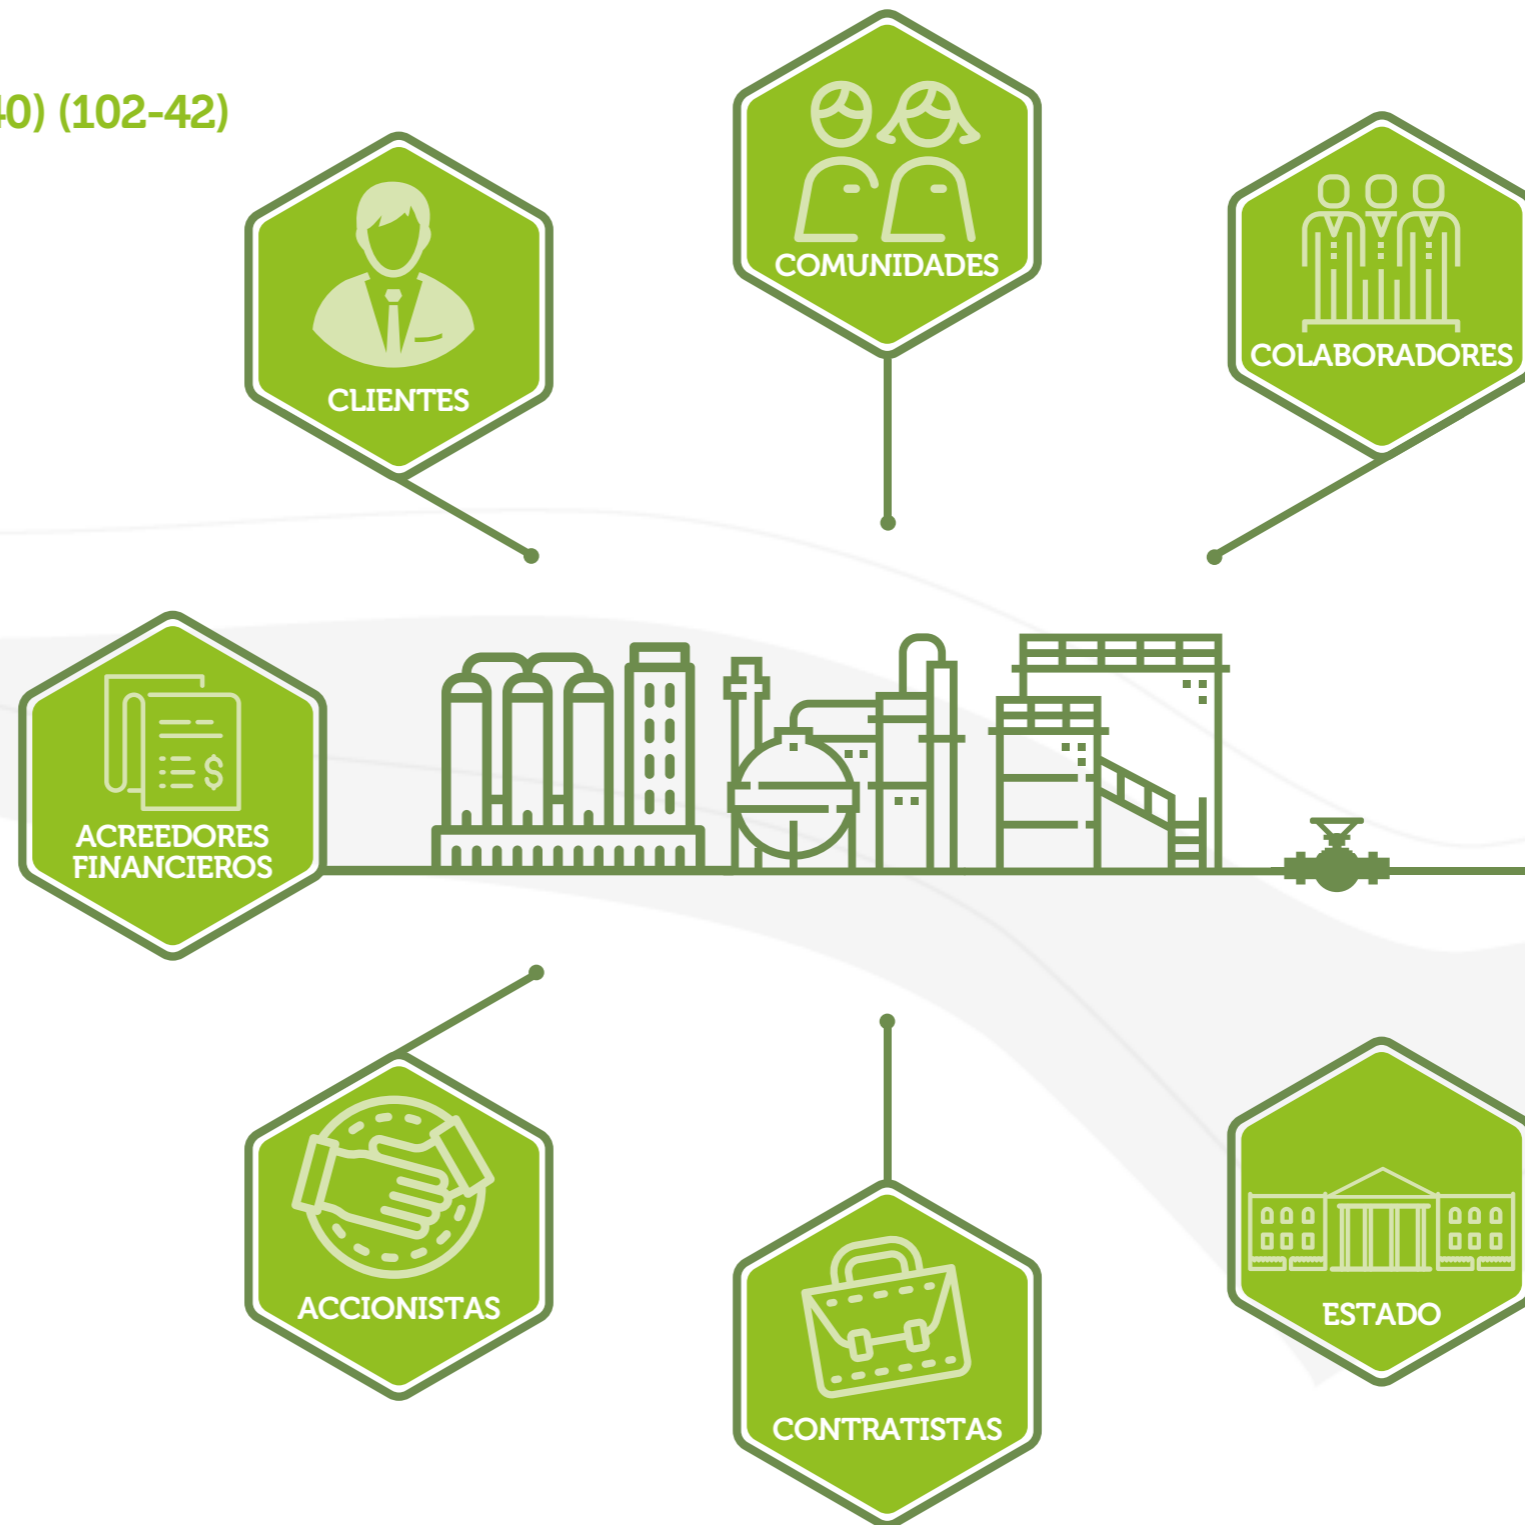 40) (102-42)
COMUNIDADES
COLABORADORES
CLIENTES
ACREEDORES
FINANCIEROS
$
ACCIONISTAS
ESTADO
CONTRATISTAS